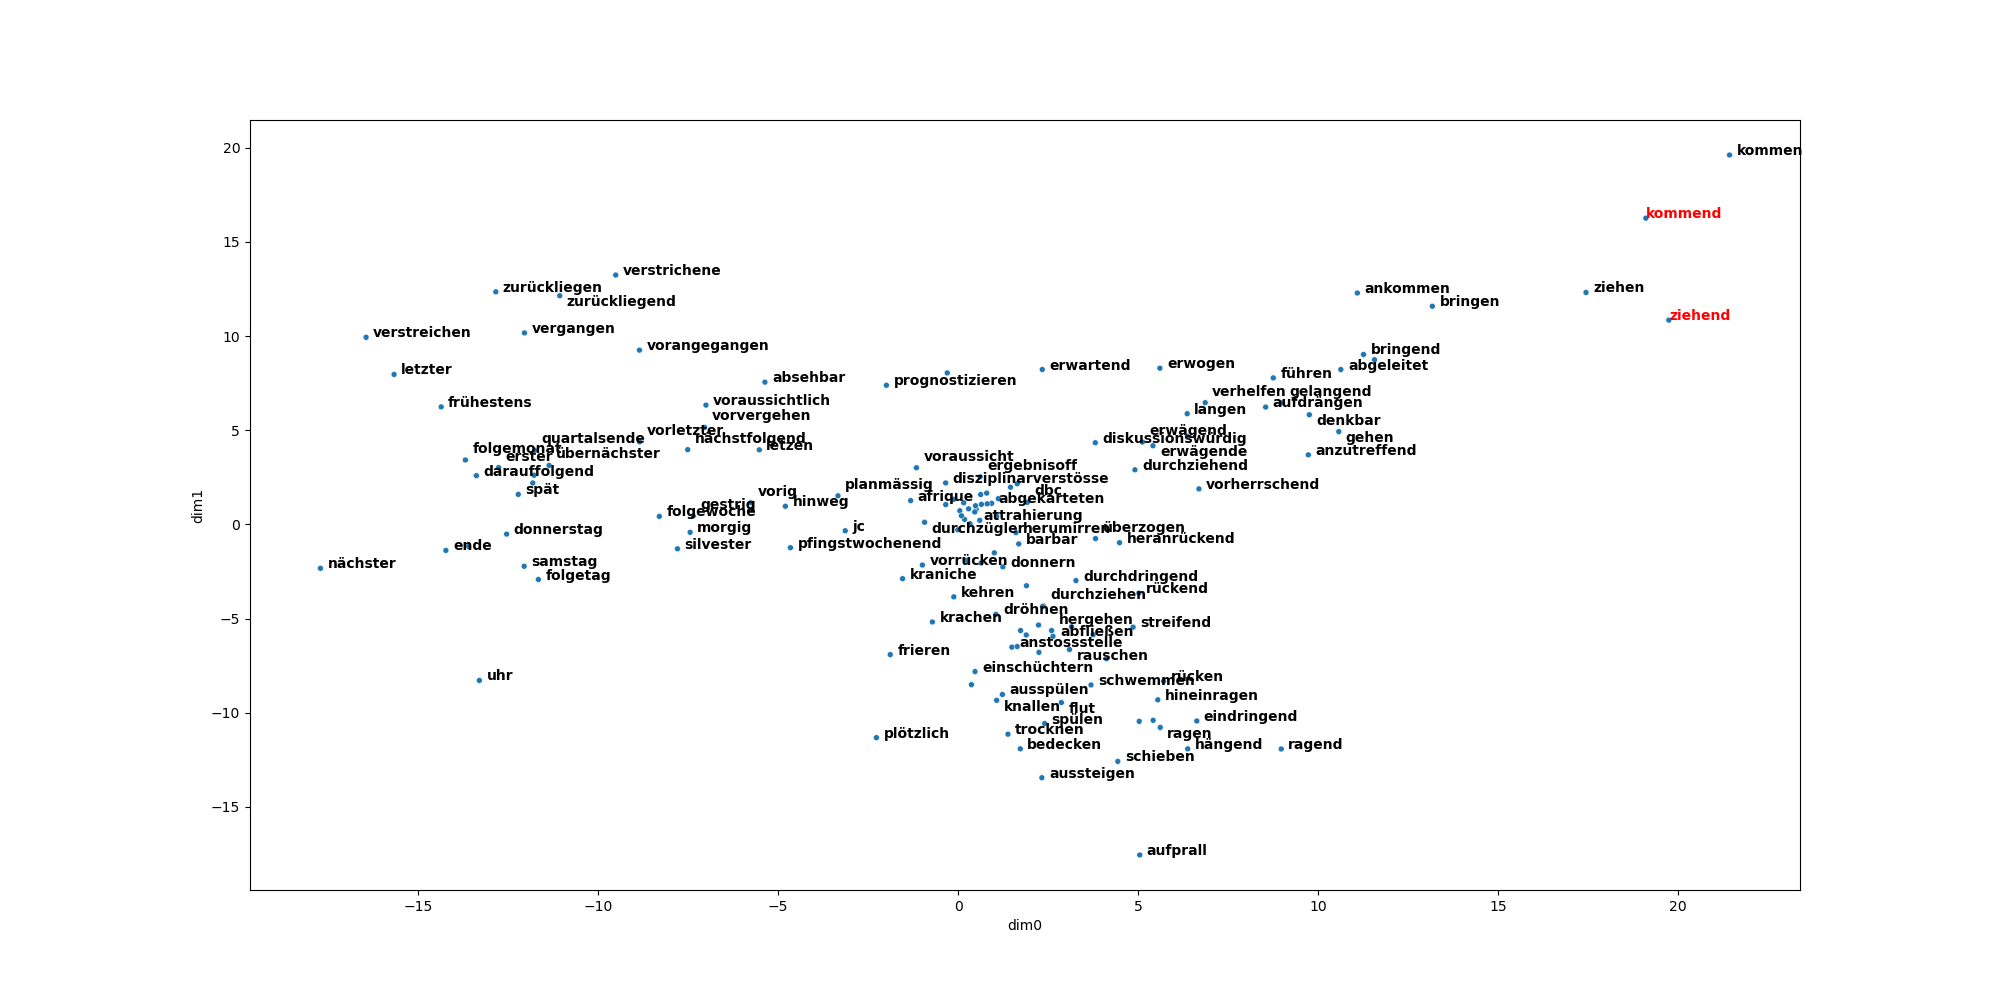 20
15
10
5
0
−5
−10
−15
dim1
kommen
kommend
verstrichene
zurückliegen
zurückliegend
ankommen
ziehen
bringen
ziehend
vergangen
verstreichen
vorangegangen
bringend
erwartend
erwogen
abgeleitet
letzter
führen
absehbar
prognostizieren
verhelfen
gelangend
frühestens
voraussichtlich
aufdrängen
langen
vorvergehen
denkbar
vorletzter
erwägend
quartalsende
nächstfolgend
diskussionswürdig
gehen
folgemonat
letzen
erster
übernächster
erwägende
anzutreffend
voraussicht
ergebnisoff
durchziehend
darauffolgend
disziplinarverstösse
spät
vorig
planmässig
dbc
vorherrschend
gestrig
hinweg
afrique
abgekarteten
folgewoche
attrahierung
donnerstag
morgig
jc
durchzügler
herumirren
überzogen
ende
silvester
pfingstwochenend
barbar
heranrückend
nächster
samstag
vorrücken
donnern
folgetag
kraniche
durchdringend
kehren
durchziehen
rückend
dröhnen
krachen
hergehen
streifend
abfließen
anstossstelle
frieren
rauschen
einschüchtern
uhr
schwemmen
rücken
ausspülen
hineinragen
knallen
flut
spülen
eindringend
plötzlich
trocknen
ragen
bedecken
hängend
ragend
schieben
aussteigen
aufprall
−15
−10
−5
0
5
10
15
20
dim0